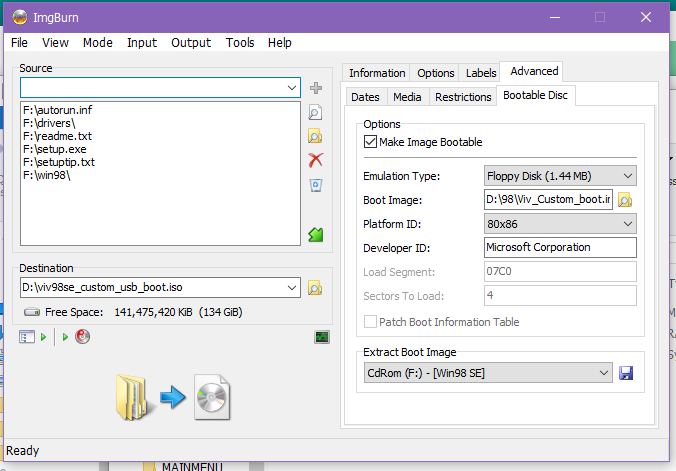 ImgBurn
File View Mode Input Output Tools Help
Source
F:\autorun.inf
F:\drivers\
F:\readme.txt
F:\setup.exe
F:\setuptip.txt
F:\win98\
Destination
D:\viv98se_custom_usb_boot.iso
Free Space: 141,475,420 KiB (134 GiB)
Information Options Labels Advanced
Dates Media Restrictions Bootable Disc
Options
Make Image Bootable
Emulation Type: Floppy Disk (1.44 MB)
Boot Image: D:\98\Viv_Custom_boot.ir
Platform ID: 80x86
Developer ID: Microsoft Corporation
Load Segment: 07C0
Sectors To Load: 4
Patch Boot Information Table
Extract Boot Image
CdRom (F:) - [Win98 SE]
Ready
MAINMENU